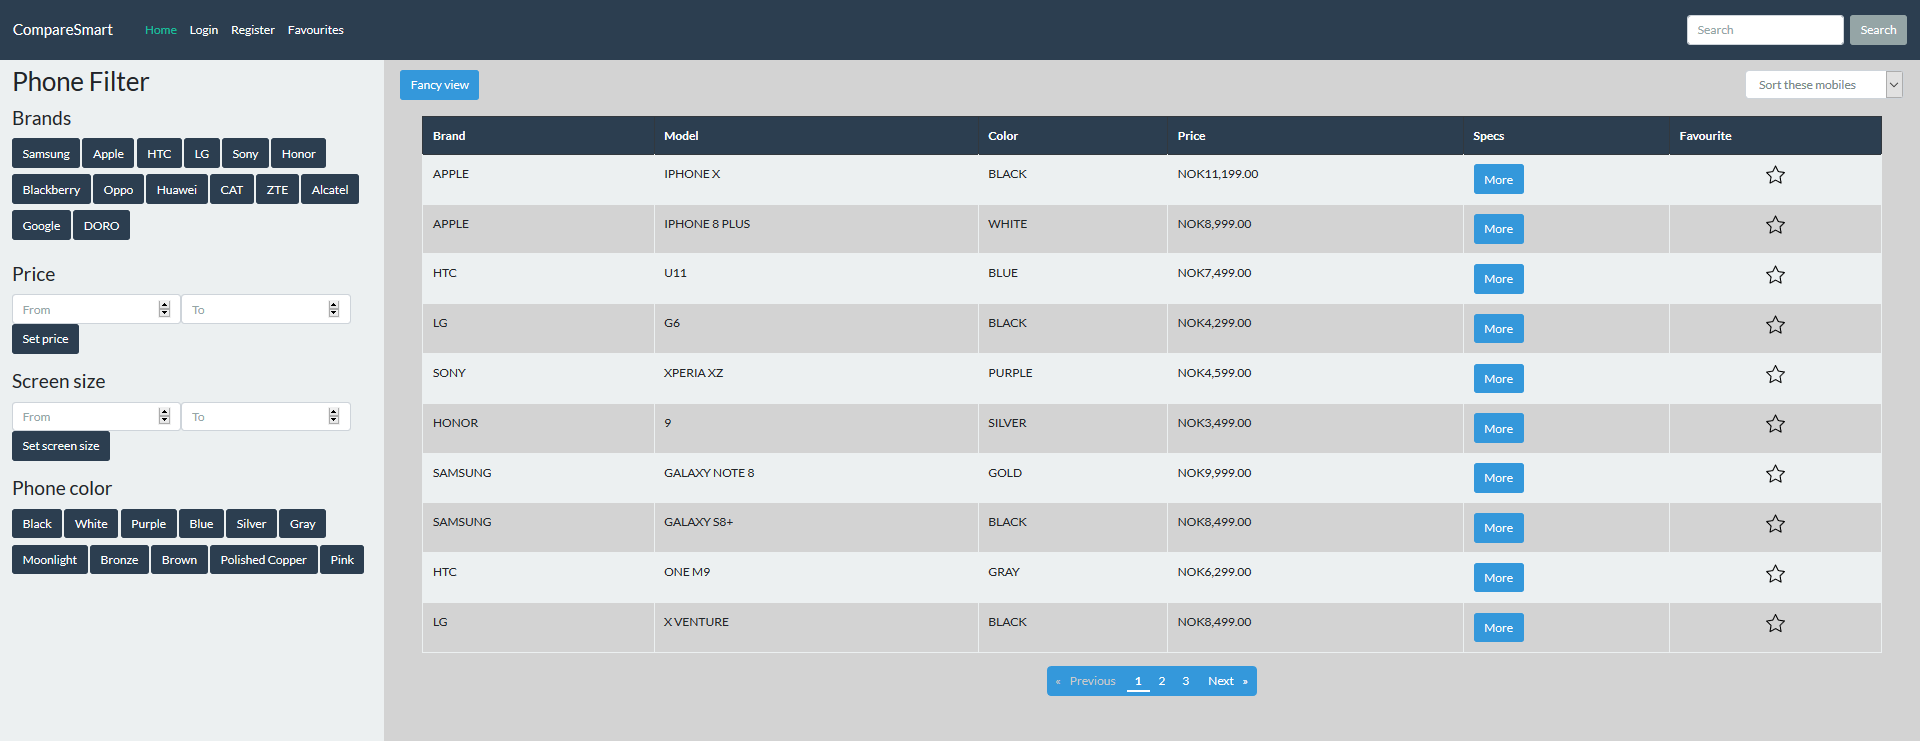 CompareSmart Home Login Register Favourites Search Search
Phone Filter
Brands
Samsung Apple HTC LG Sony Honor
Blackberry Oppo Huawei CAT ZTE Alcatel
Google DORO
Price
From To
Set price
Screen size
From To
Set screen size
Phone color
Black White Purple Blue Silver Gray
Moonlight Bronze Brown Polished Copper Pink
Fancy view Sort these mobiles
Brand Model Color Price Specs Favourite
APPLE IPHONE X BLACK NOK11,199.00 More
APPLE IPHONE 8 PLUS WHITE NOK8,999.00 More
HTC U11 BLUE NOK7,499.00 More
LG G6 BLACK NOK4,299.00 More
SONY XPERIA XZ PURPLE NOK4,599.00 More
HONOR 9 SILVER NOK3,499.00 More
SAMSUNG GALAXY NOTE 8 GOLD NOK9,999.00 More
SAMSUNG GALAXY S8+ BLACK NOK8,499.00 More
HTC ONE M9 GRAY NOK6,299.00 More
LG X VENTURE BLACK NOK8,499.00 More
« Previous 1 2 3 Next »